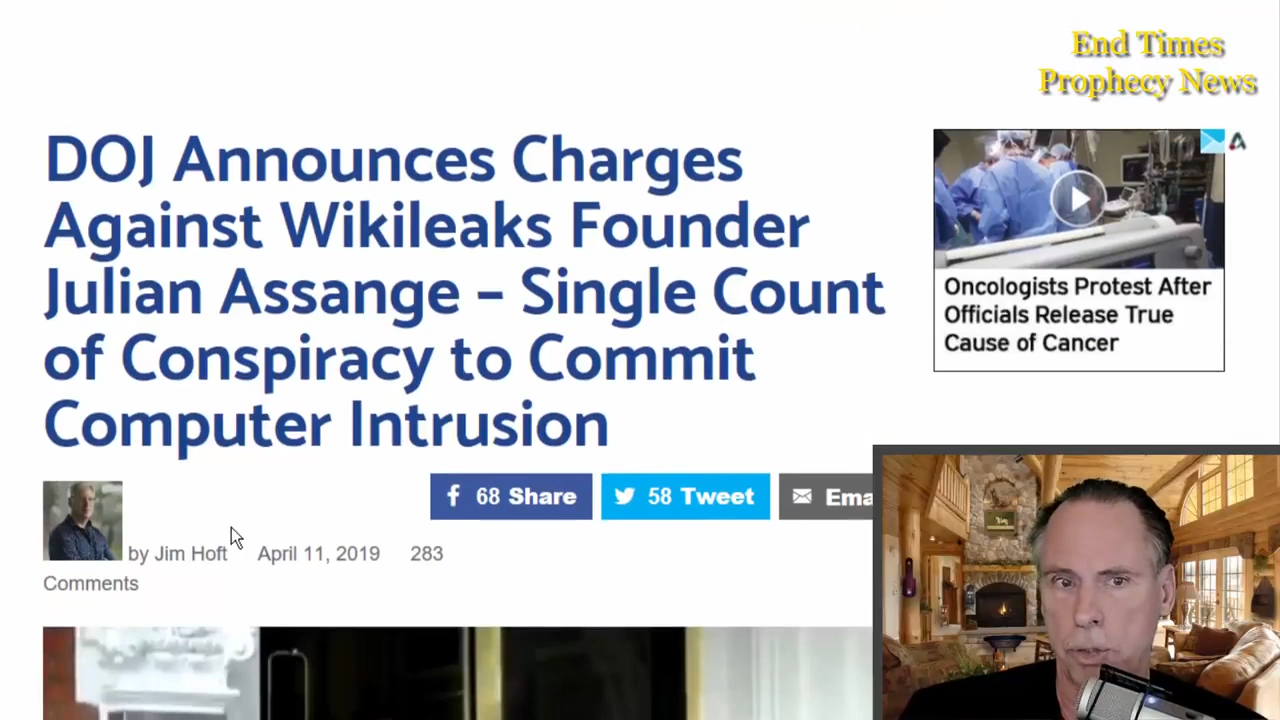 End Times
Prophecy News
DOJ Announces Charges
Against Wikileaks Founder
Julian Assange – Single Count
of Conspiracy to Commit
Computer Intrusion
Oncologists Protest After
Officials Release True
Cause of Cancer
68 Share
58 Tweet
Ema
by Jim Hoft April 11, 2019 283
Comments